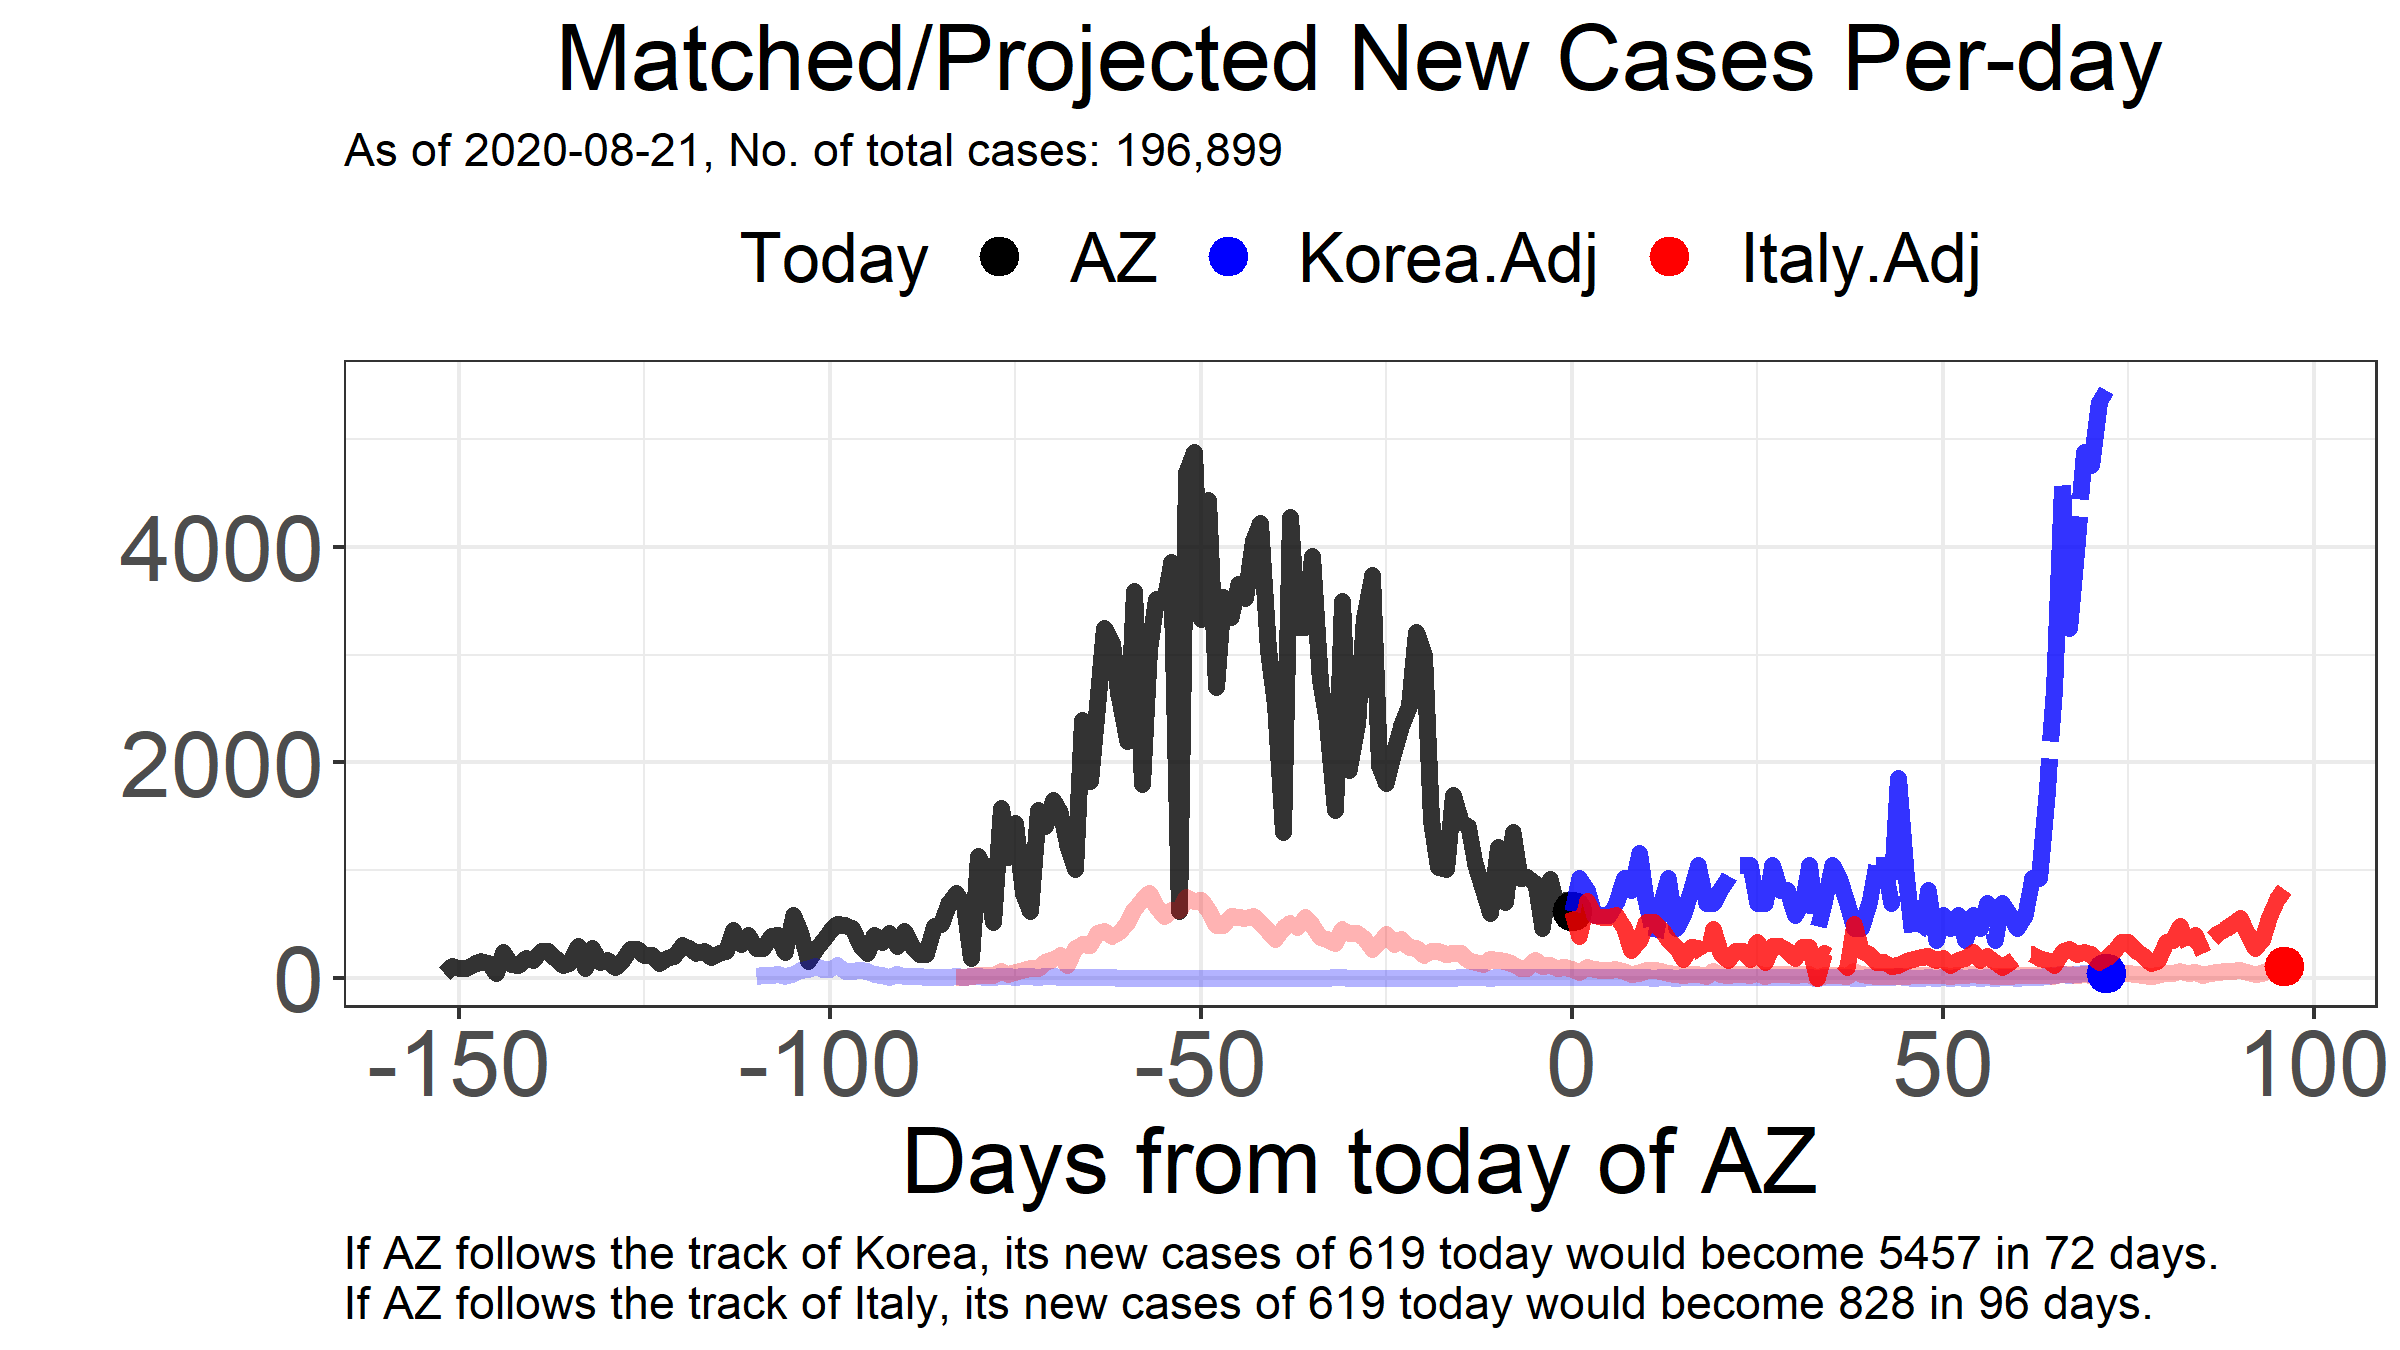 Matched/Projected New Cases Per-day
As of 2020-08-21, No. of total cases: 196,899
Today AZ Korea.Adj Italy.Adj
4000
2000
0
-150 -100 -50 0 50 100
Days from today of AZ
If AZ follows the track of Korea, its new cases of 619 today would become 5457 in 72 days.
If AZ follows the track of Italy, its new cases of 619 today would become 828 in 96 days.